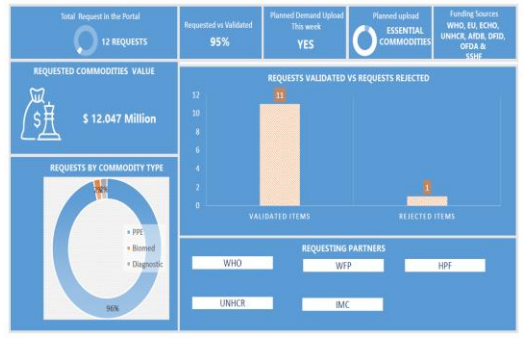 Total Request in the Portal
12 REQUESTS
Requested vs Validated
95%
Planned Demand Upload
This week
YES
Planned upload
ESSENTIAL
COMMODITIES
Funding Sources
WHO, EU, ECHO,
UNHCR, AfDB, DFID,
OFDA &
SSHF
REQUESTED COMMODITIES VALUE
$ 12.047 Million
REQUESTS VALIDATED VS REQUESTS REJECTED
12
10
8
6
4
2
0
11
1
VALIDATED ITEMS
REJECTED ITEMS
REQUESTS BY COMMODITY TYPE
PPE
Biomed
Diagnostic
96%
REQUESTING PARTNERS
WHO
WFP
HPF
UNHCR
IMC